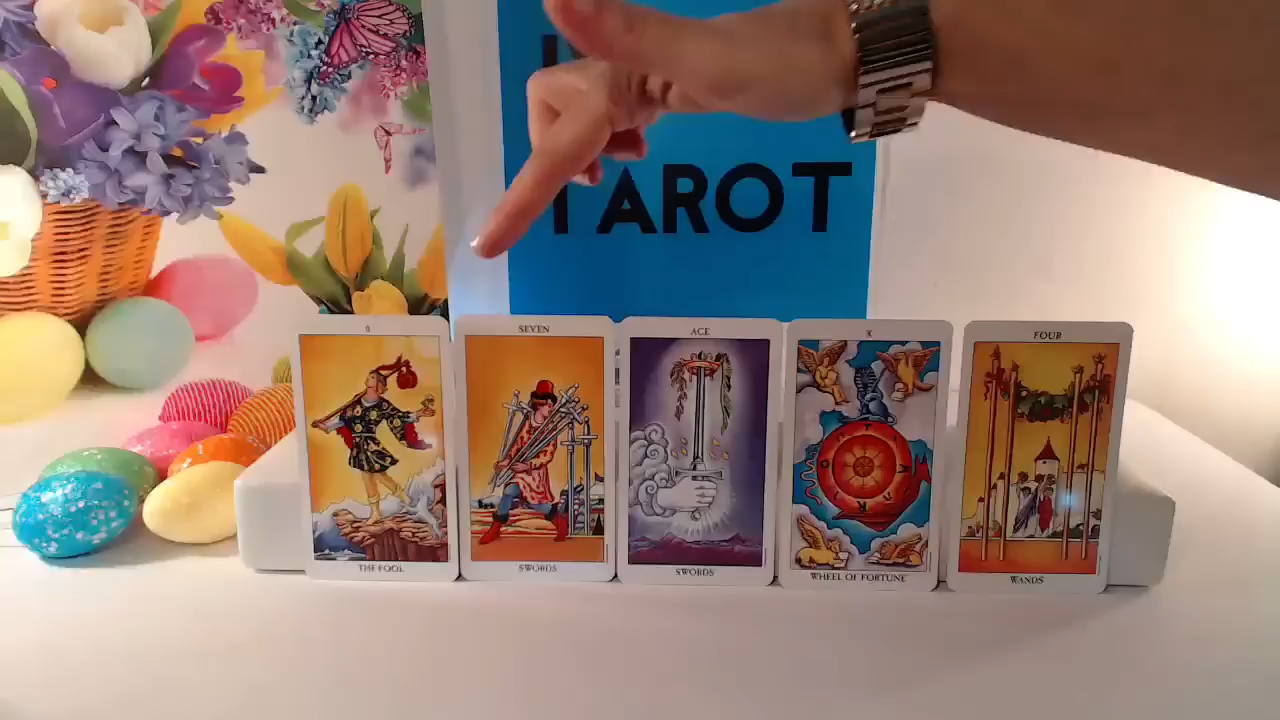 TAROT
0
THE FOOL
SEVEN
SWORDS
ACE
SWORDS
X
WHEEL OF FORTUNE
FOUR
WANDS